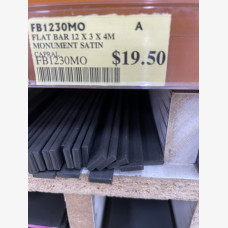 FB1230MO A
FLAT BAR 12 X 3 X 4M
MONUMENT SATIN
CAPRAL
FB1230MO $19.50